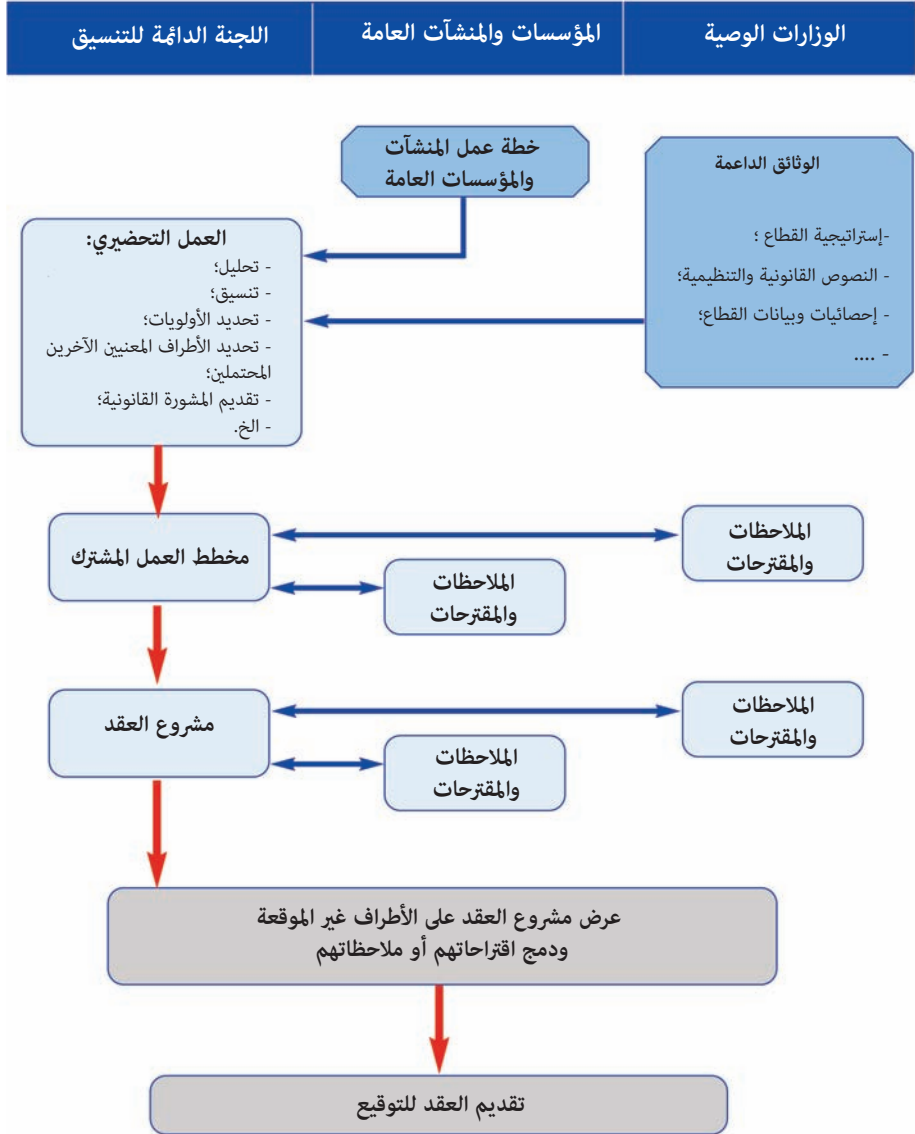 الوزارات الوصية
المؤسسات والمنشآت العامة
اللجنة الدائمة للتنسيق
خطة عمل المنشآت
والمؤسسات العامة
الوثائق الداعمة
-إستراتيجية القطاع ؛
- النصوص القانونية والتنظيمية؛
- إحصائيات وبيانات القطاع؛
- ....
العمل التحضيري:
- تحليل؛
- تنسيق؛
- تحديد الأولويات؛
- تحديد الأطراف المعنيين الآخرين
المحتملين؛
- تقديم المشورة القانونية؛
- الخ.
الملاحظات
والمقترحات
مخطط العمل المشترك
الملاحظات
والمقترحات
الملاحظات
والمقترحات
مشروع العقد
الملاحظات
والمقترحات
عرض مشروع العقد على الأطراف غير الموقعة
ودمج اقتراحاتهم أو ملاحظاتهم
تقديم العقد للتوقيع